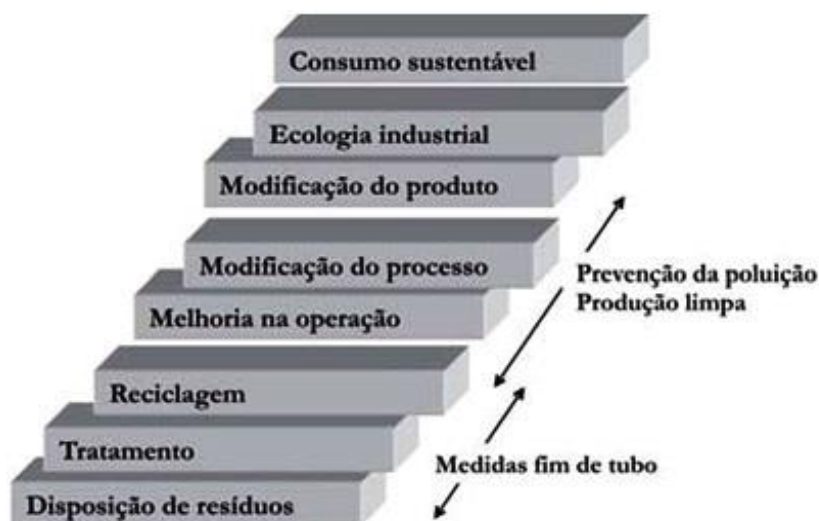 Consumo sustentável
Ecologia industrial
Modificação do produto
Modificação do processo
Melhoria na operação
Reciclagem
Tratamento
Disposição de resíduos
Prevenção da poluição
Produção limpa
Medidas fim de tubo